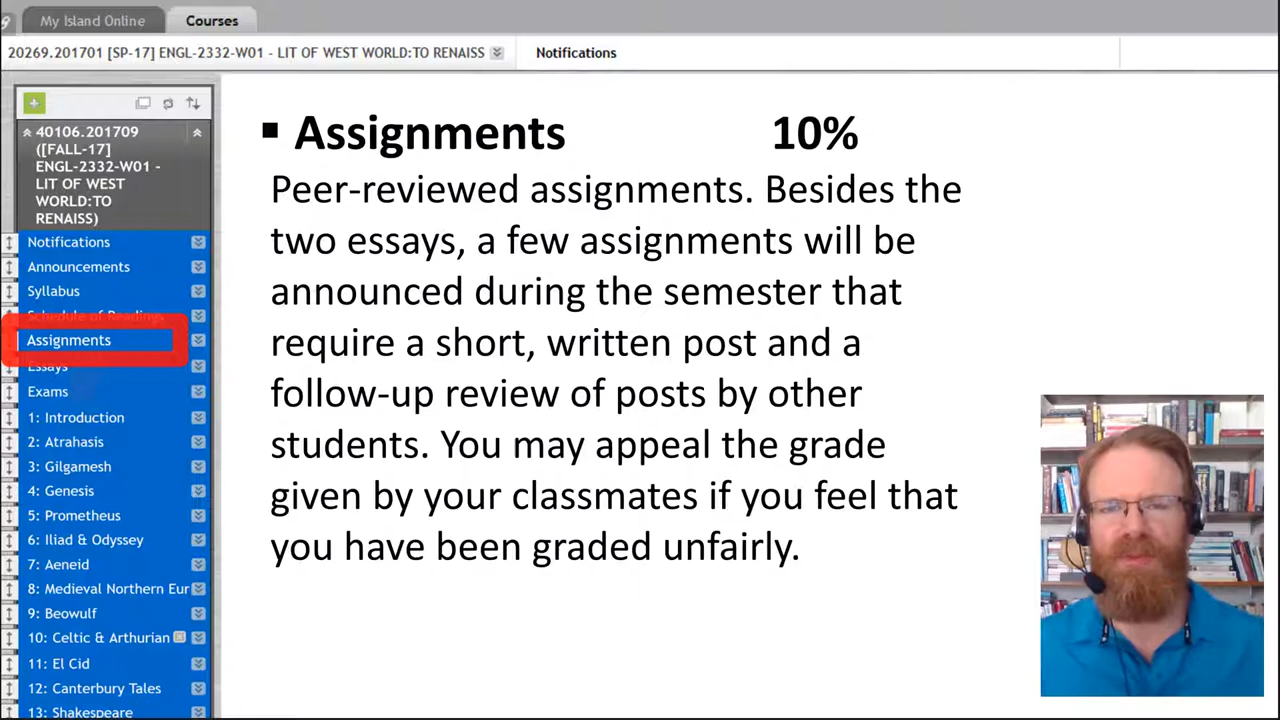 My Island Online
Courses
20269.201701 [SP-17] ENGL-2332-W01 - LIT OF WEST WORLD:TO RENAISS
Notifications
40106.201709
([FALL-17]
ENGL-2332-W01 -
LIT OF WEST
WORLD:TO
RENAISS)
Notifications
Announcements
Syllabus
Schedule of Readings
Assignments
Essays
Exams
1: Introduction
2: Atrahasis
3: Gilgamesh
4: Genesis
5: Prometheus
6: Iliad & Odyssey
7: Aeneid
8: Medieval Northern Eur
9: Beowulf
10: Celtic & Arthurian
11: El Cid
12: Canterbury Tales
13: Shakespeare
▪ Assignments 10%
Peer-reviewed assignments. Besides the
two essays, a few assignments will be
announced during the semester that
require a short, written post and a
follow-up review of posts by other
students. You may appeal the grade
given by your classmates if you feel that
you have been graded unfairly.